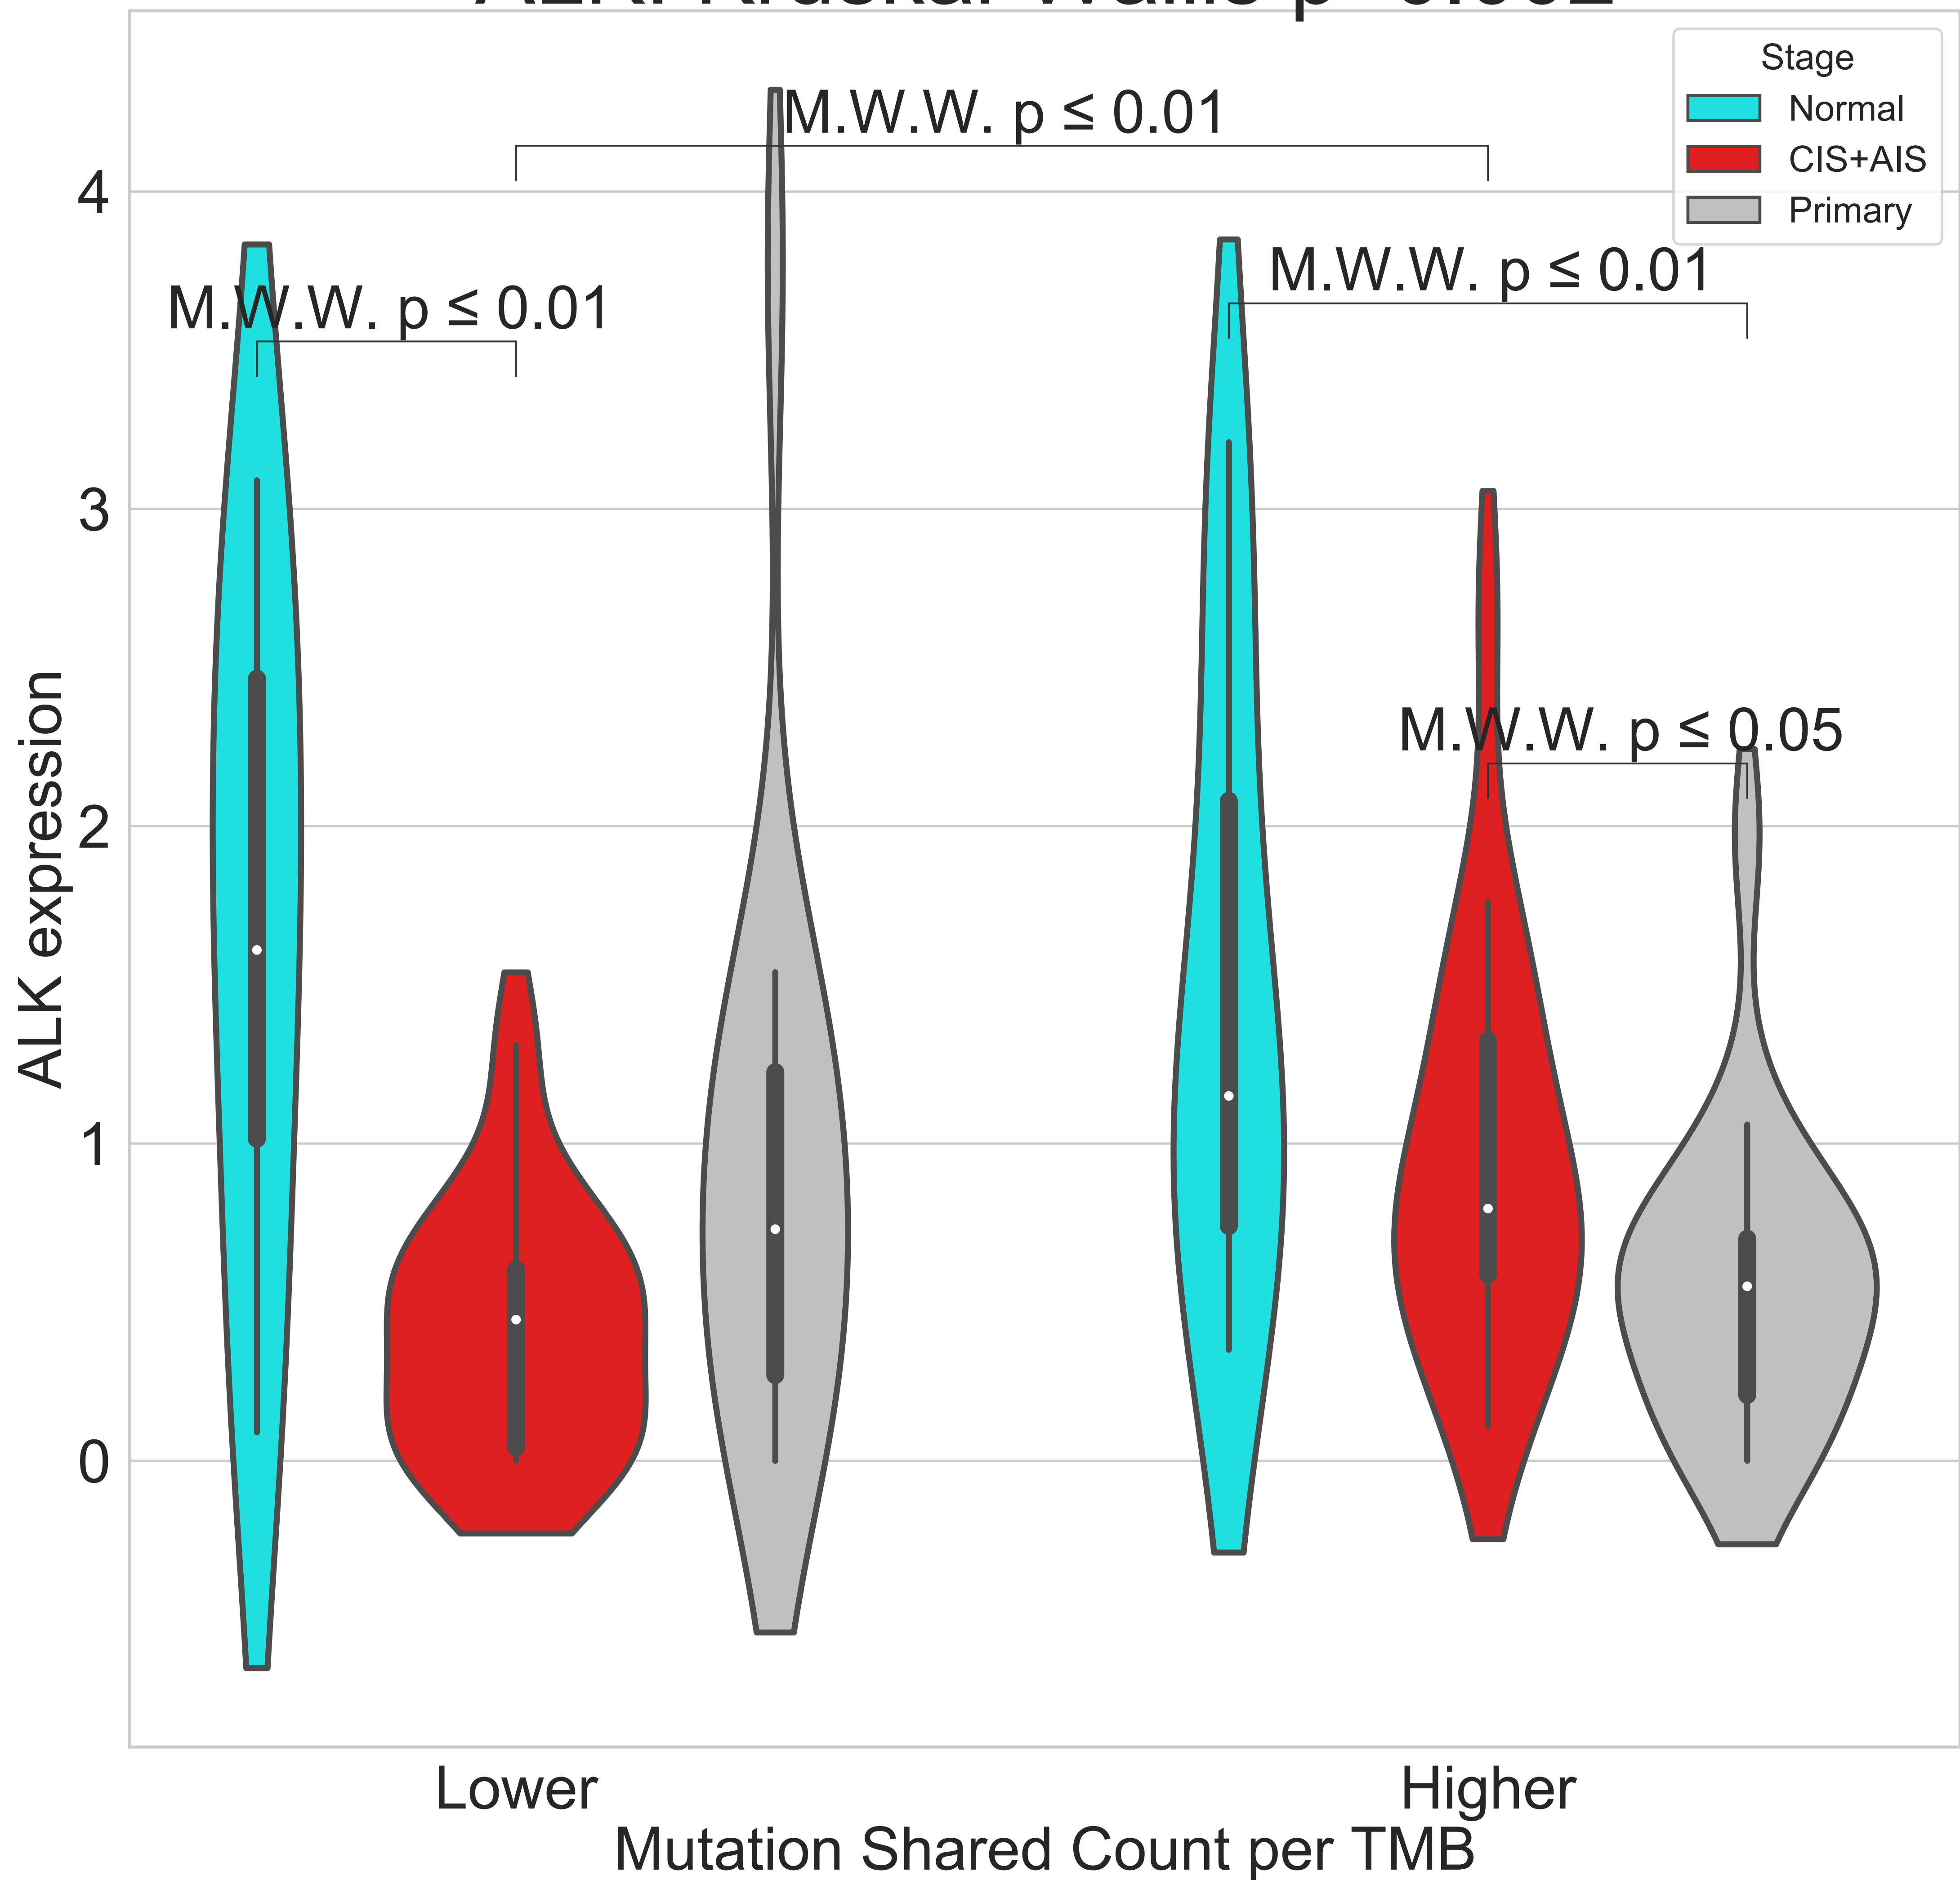 Stage
Normal
CIS+AIS
Primary
M.W.W. p ≤ 0.01
M.W.W. p ≤ 0.01
M.W.W. p ≤ 0.01
M.W.W. p ≤ 0.05
4
3
2
1
0
ALK expression
Lower
Higher
Mutation Shared Count per TMB